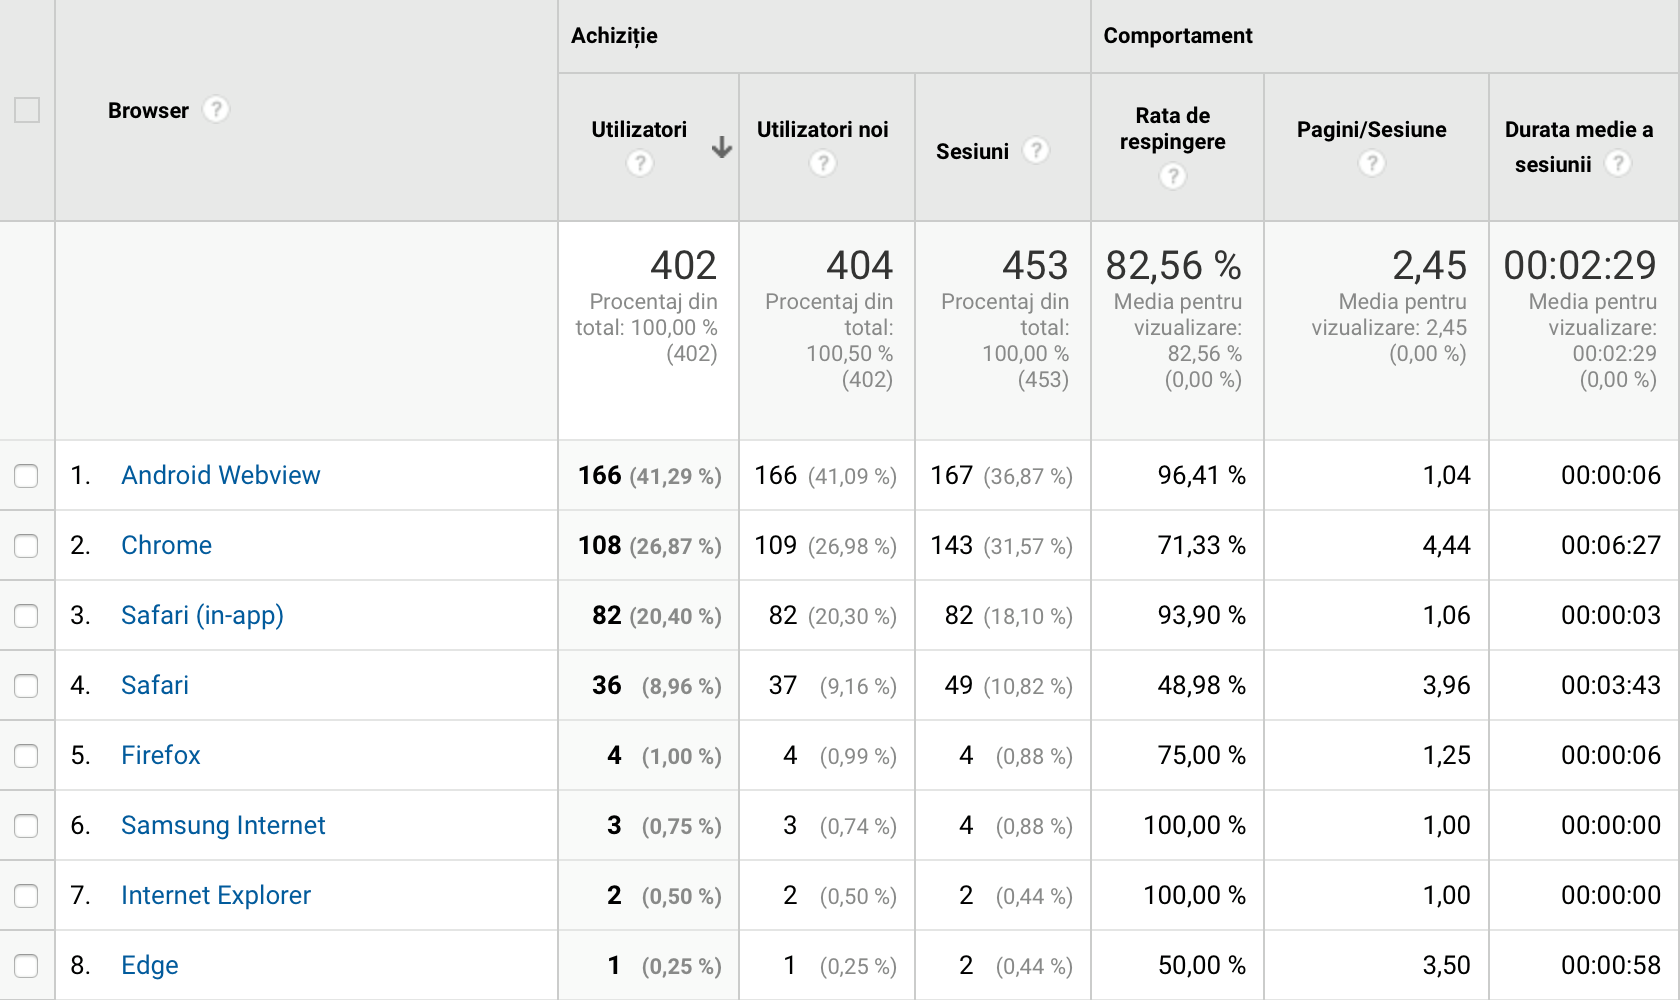 Achiziție Comportament
Browser ?
Utilizatori ?
Utilizatori noi ?
Sesiuni ?
Rata de
respingere ?
Pagini/Sesiune ?
Durata medie a
sesiunii ?
402
Procentaj din
total: 100,00 %
(402)
404
Procentaj din
total:
100,50 %
(402)
453
Procentaj din
total:
100,00 %
(453)
82,56 %
Media pentru
vizualizare:
82,56 %
(0,00 %)
2,45
Media pentru
vizualizare: 2,45
(0,00 %)
00:02:29
Media pentru
vizualizare:
00:02:29
(0,00 %)
1. Android Webview 166 (41,29 %) 166 (41,09 %) 167 (36,87 %) 96,41 % 1,04 00:00:06
2. Chrome 108 (26,87 %) 109 (26,98 %) 143 (31,57 %) 71,33 % 4,44 00:06:27
3. Safari (in-app) 82 (20,40 %) 82 (20,30 %) 82 (18,10 %) 93,90 % 1,06 00:00:03
4. Safari 36 (8,96 %) 37 (9,16 %) 49 (10,82 %) 48,98 % 3,96 00:03:43
5. Firefox 4 (1,00 %) 4 (0,99 %) 4 (0,88 %) 75,00 % 1,25 00:00:06
6. Samsung Internet 3 (0,75 %) 3 (0,74 %) 4 (0,88 %) 100,00 % 1,00 00:00:00
7. Internet Explorer 2 (0,50 %) 2 (0,50 %) 2 (0,44 %) 100,00 % 1,00 00:00:00
8. Edge 1 (0,25 %) 1 (0,25 %) 2 (0,44 %) 50,00 % 3,50 00:00:58